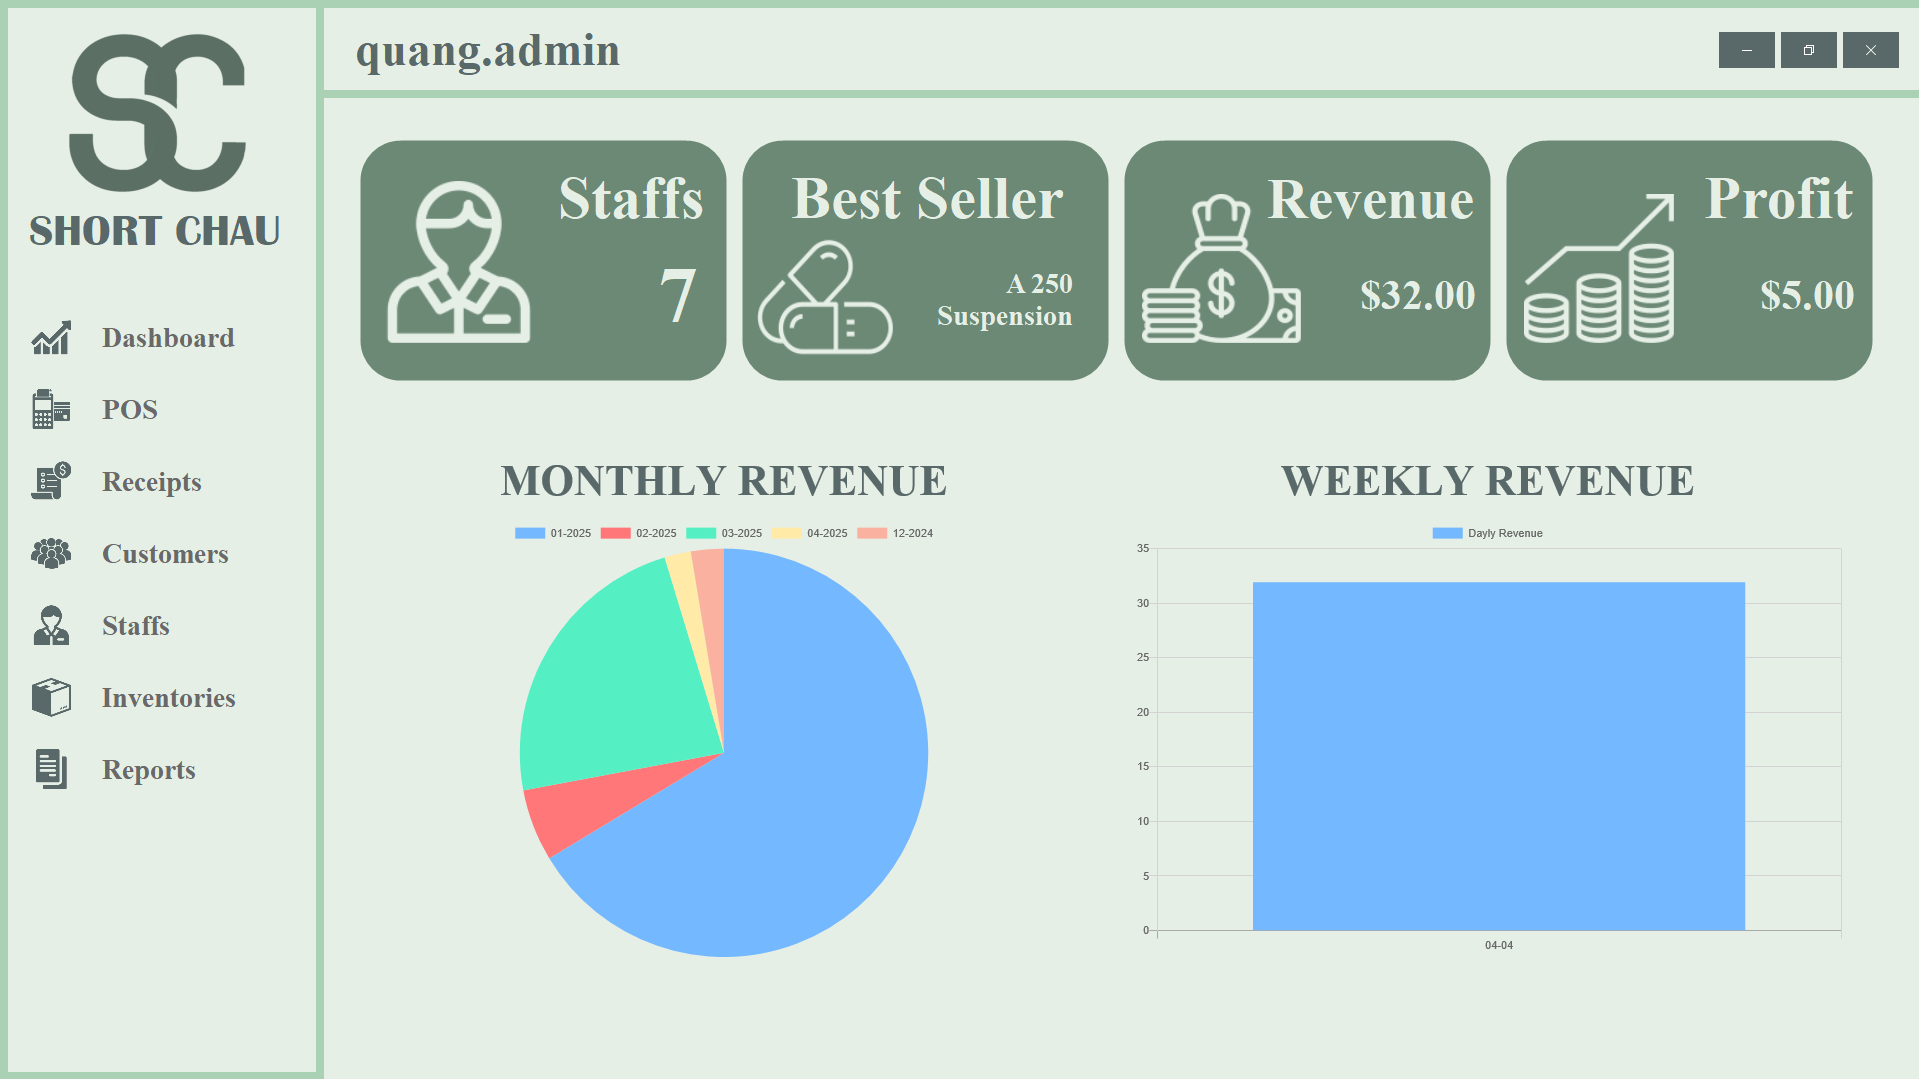 SC
SHORT CHAU
Dashboard
POS
Receipts
Customers
Staffs
Inventories
Reports
quang.admin
Staffs
7
Best Seller
A 250
Suspension
Revenue
$32.00
Profit
$5.00
MONTHLY REVENUE
01-2025 02-2025 03-2025 04-2025 12-2024
WEEKLY REVENUE
Dayly Revenue
35
30
25
20
15
10
5
0
04-04